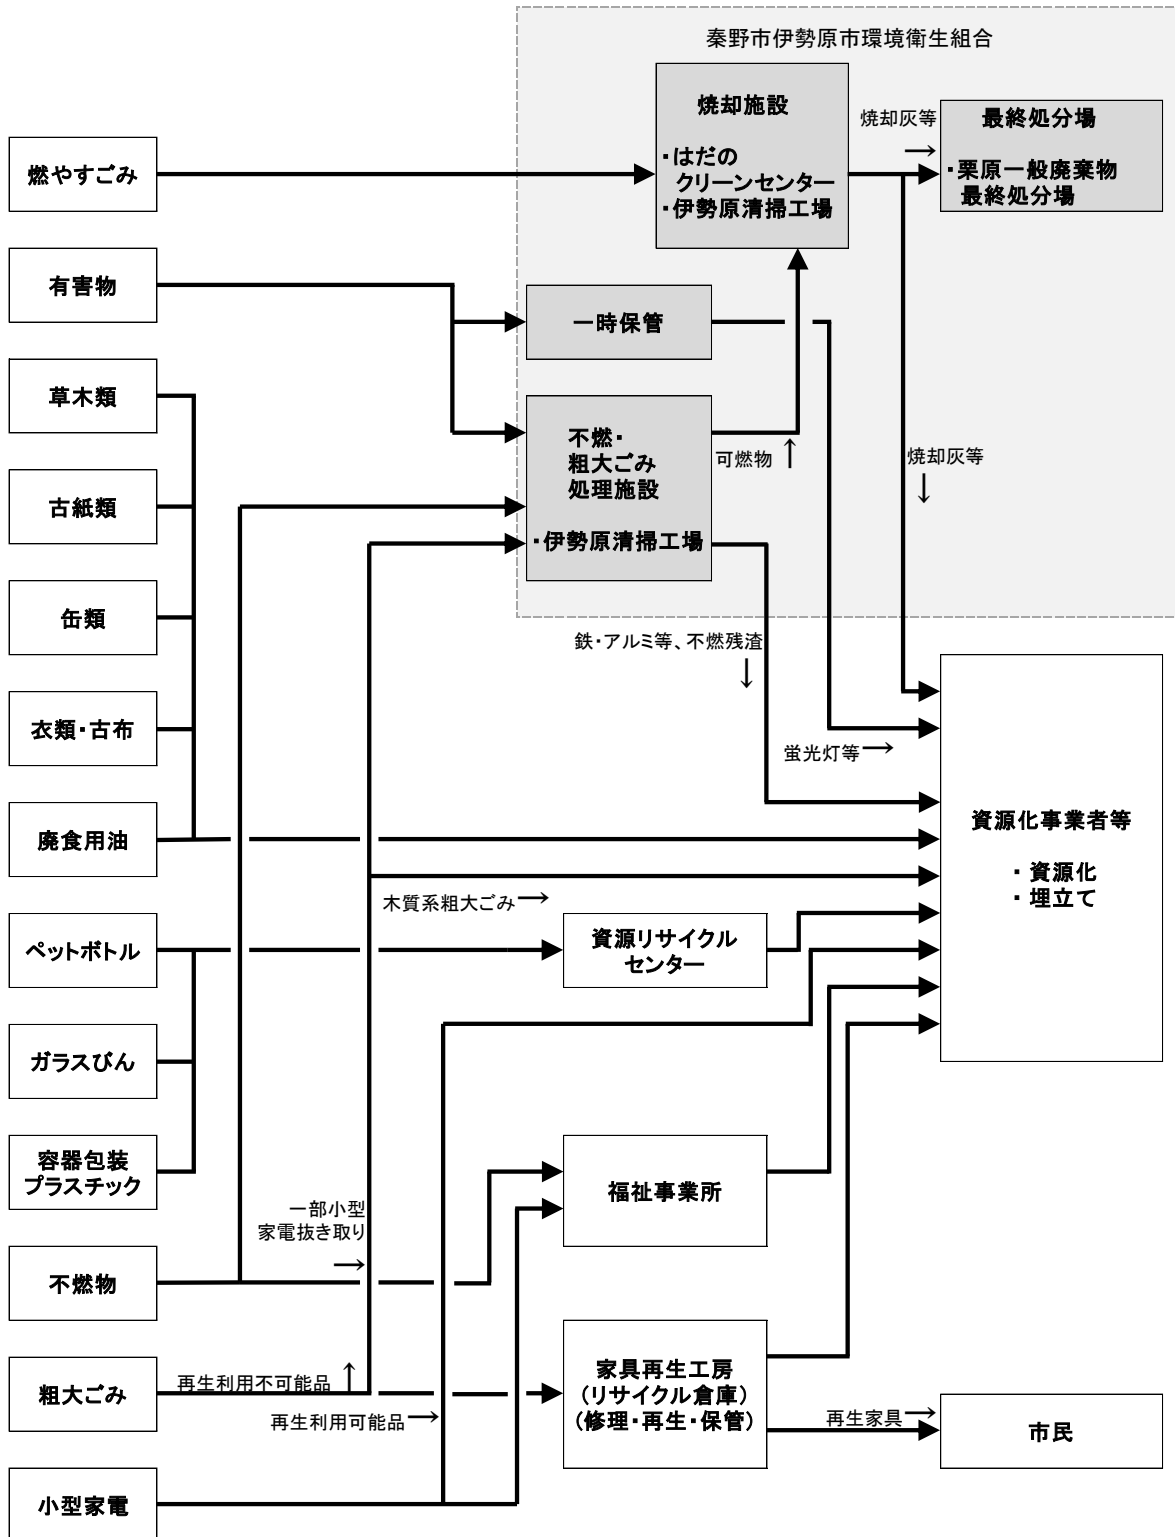 秦野市伊勢原市環境衛生組合
焼却施設
・はだの
クリーンセンター
・伊勢原清掃工場
焼却灰等
→
最終処分場
・栗原一般廃棄物
最終処分場
燃やすごみ
有害物
一時保管
草木類
不燃・
粗大ごみ
処理施設
・伊勢原清掃工場
可燃物 ↑
焼却灰等
↓
古紙類
缶類
鉄・アルミ等、不燃残渣
↓
衣類・古布
蛍光灯等→
資源化事業者等
・資源化
・埋立て
廃食用油
木質系粗大ごみ→
ペットボトル
資源リサイクル
センター
ガラスびん
容器包装
プラスチック
福祉事業所
一部小型
家電抜き取り
→
不燃物
粗大ごみ
再生利用不可能品 ↑
再生利用可能品→
家具再生工房
(リサイクル倉庫)
(修理・再生・保管)
再生家具→
市民
小型家電